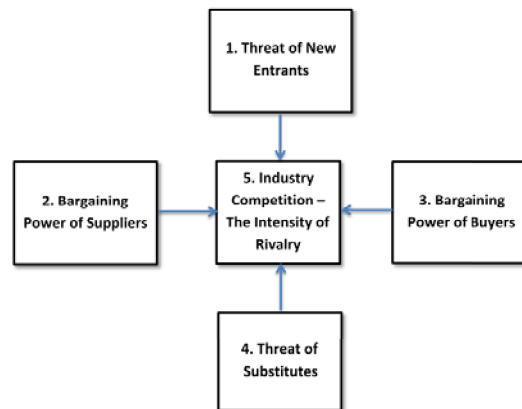 1. Threat of New
Entrants
2. Bargaining
Power of Suppliers
5. Industry
Competition –
The Intensity of
Rivalry
3. Bargaining
Power of Buyers
4. Threat of
Substitutes